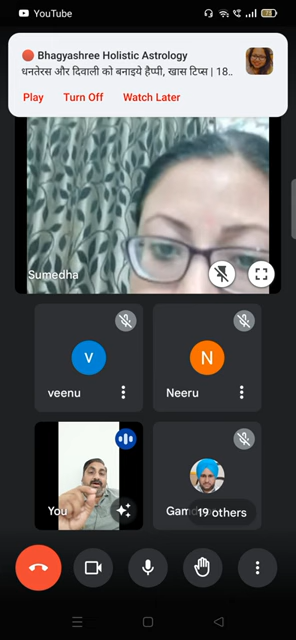 YouTube
Bhagyashree Holistic Astrology
धनतेरस और दिवाली को बनाइये हैप्पी, खास टिप्स | 18..
Play Turn Off Watch Later
Sumedha
V
veenu
N
Neeru
You
19 others